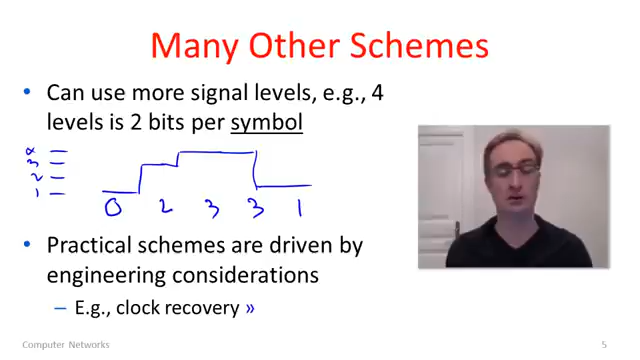 Many Other Schemes
• Can use more signal levels, e.g., 4
levels is 2 bits per symbol
3
2
1
0 2 3 3 1
• Practical schemes are driven by
engineering considerations
– E.g., clock recovery »
Computer Networks 5